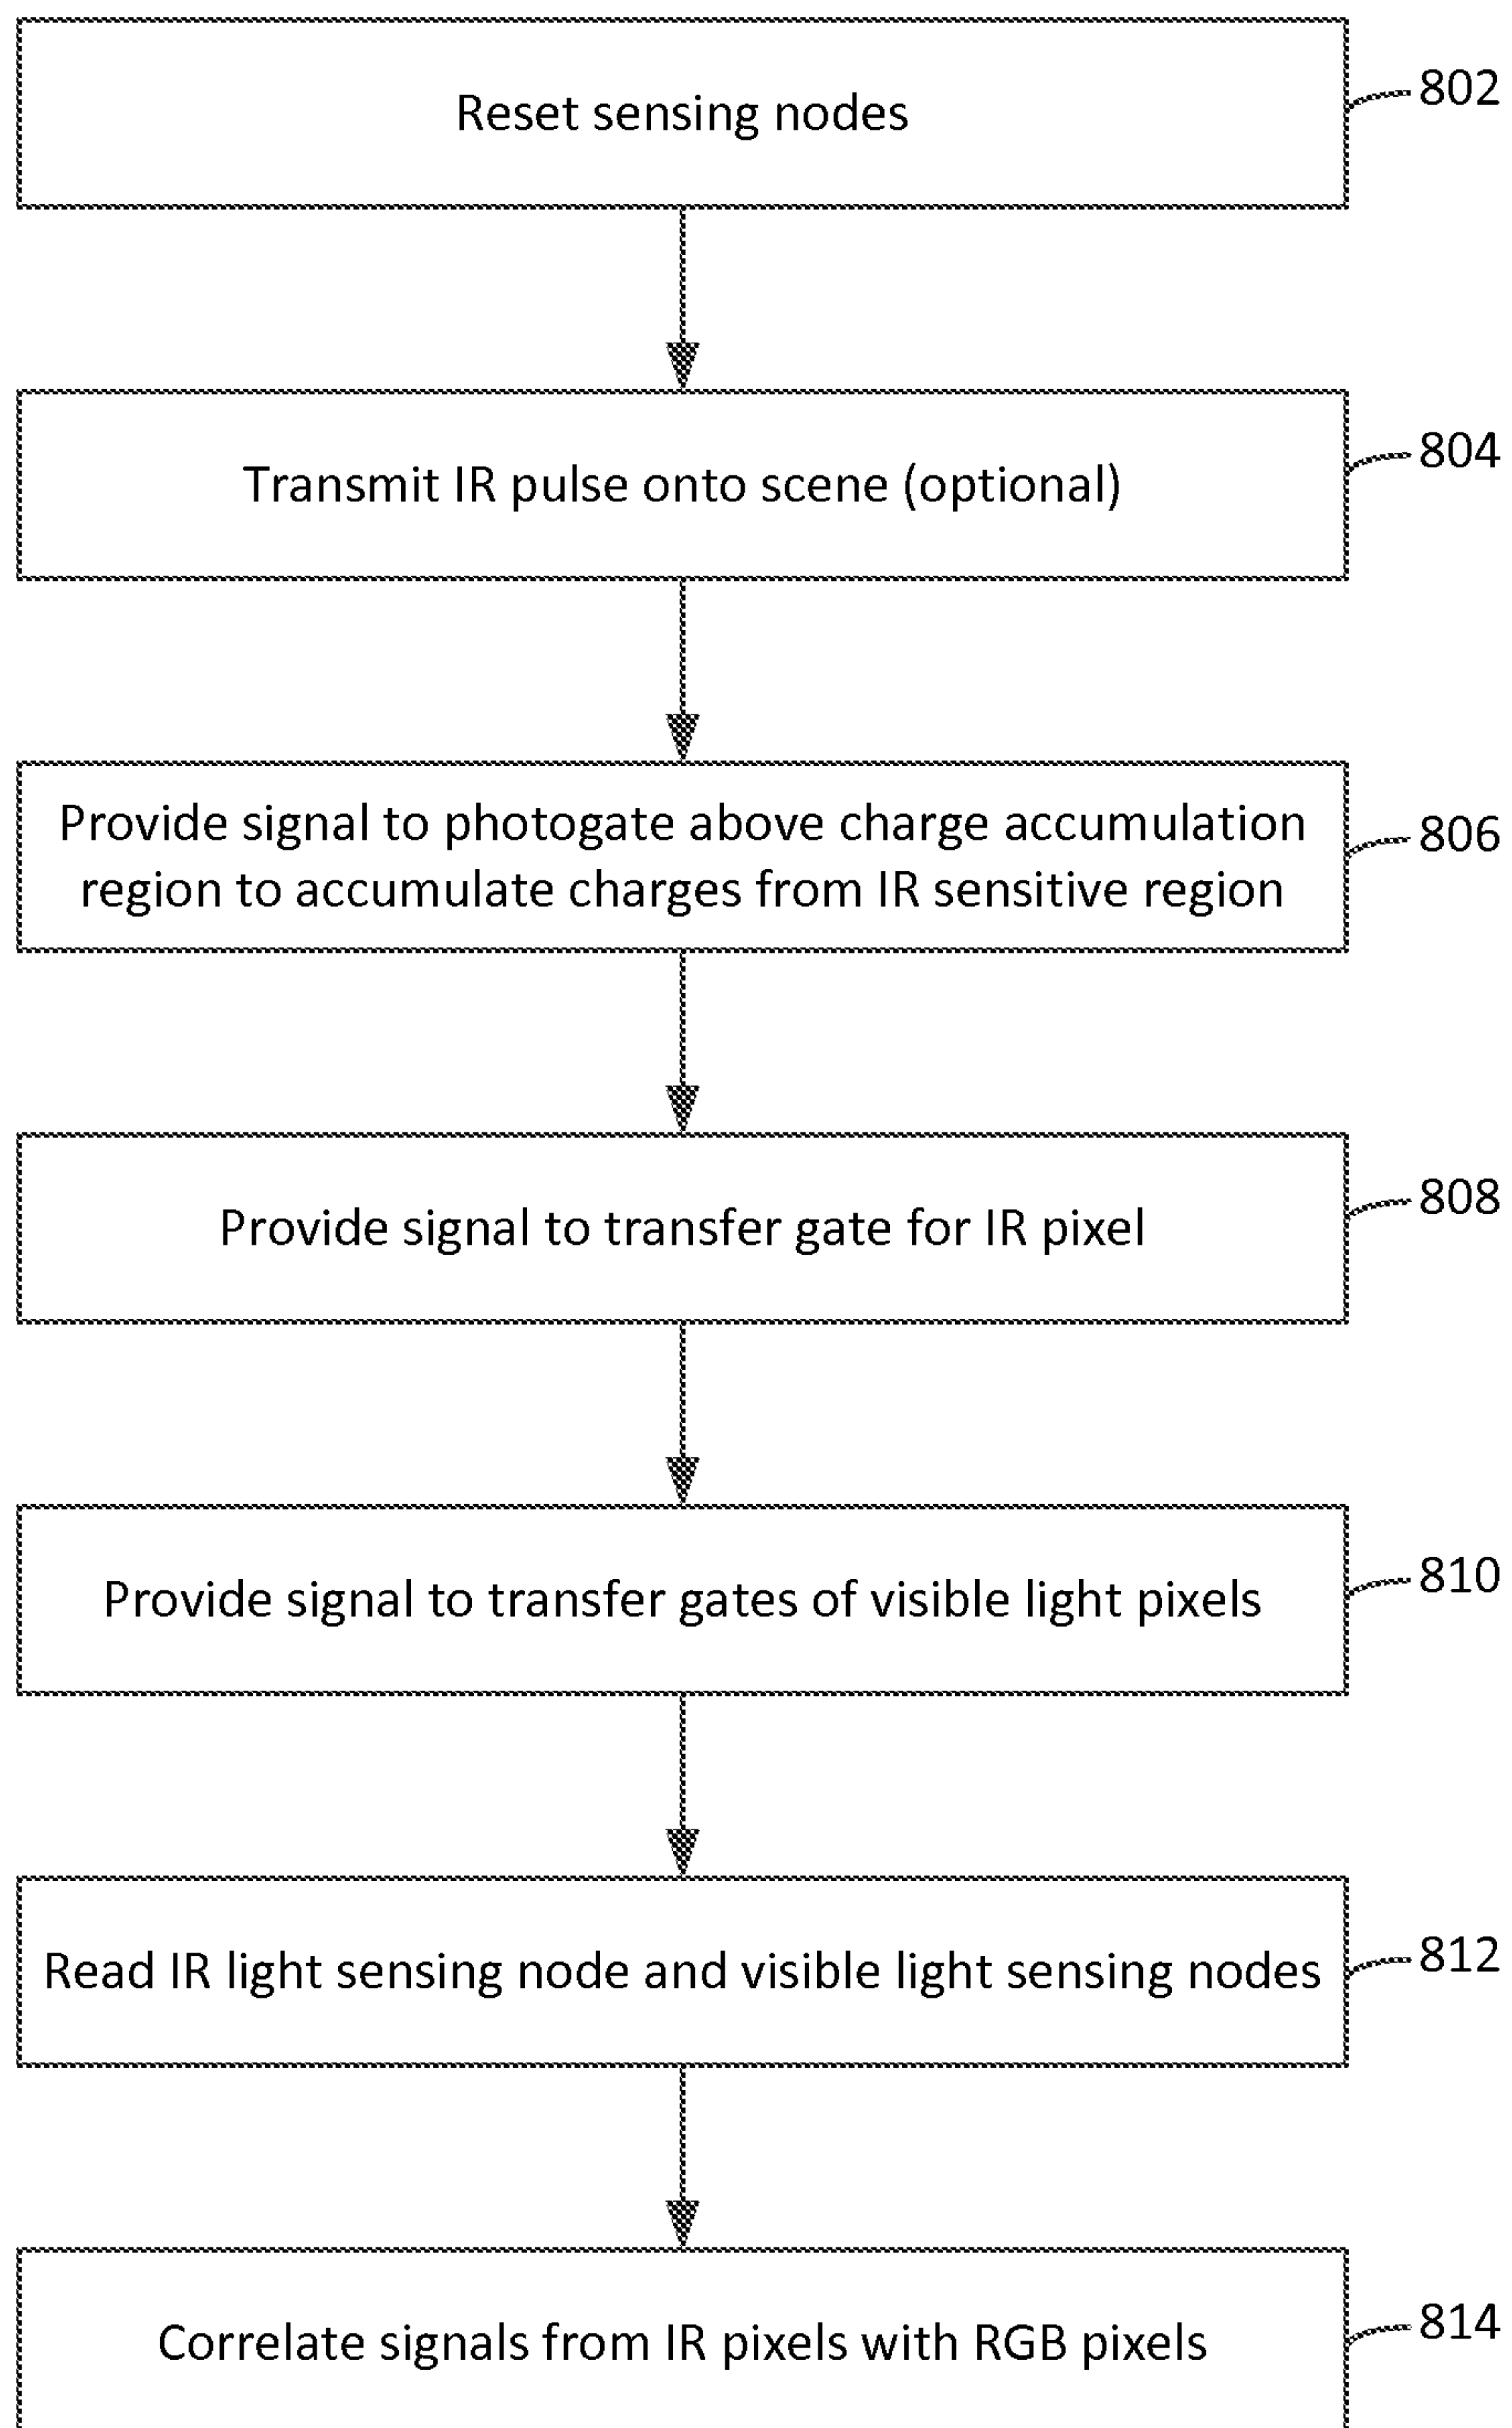 Reset sensing nodes
802
Transmit IR pulse onto scene (optional)
804
Provide signal to photogate above charge accumulation
region to accumulate charges from IR sensitive region
806
Provide signal to transfer gate for IR pixel
808
Provide signal to transfer gates of visible light pixels
810
Read IR light sensing node and visible light sensing nodes
812
Correlate signals from IR pixels with RGB pixels
814